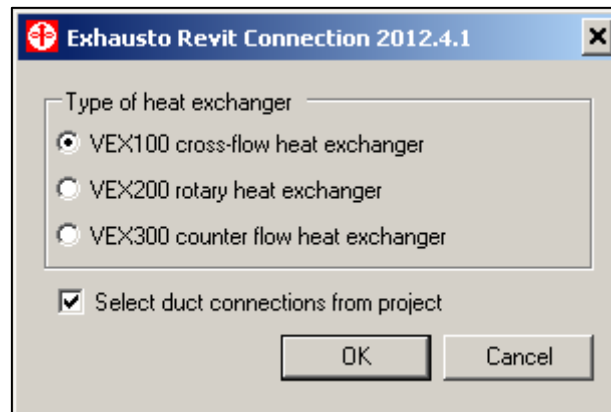 Exhausto Revit Connection 2012.4.1
Type of heat exchanger
VEX100 cross-flow heat exchanger
VEX200 rotary heat exchanger
VEX300 counter flow heat exchanger
Select duct connections from project
OK Cancel